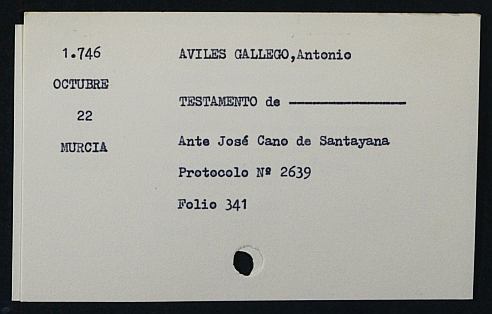 1.746
OCTUBRE
22
MURCIA
AVILES GALLEGO,Antonio
TESTAMENTO de ————————
Ante José Cano de Santayana
Protocolo Nº 2639
Folio 341